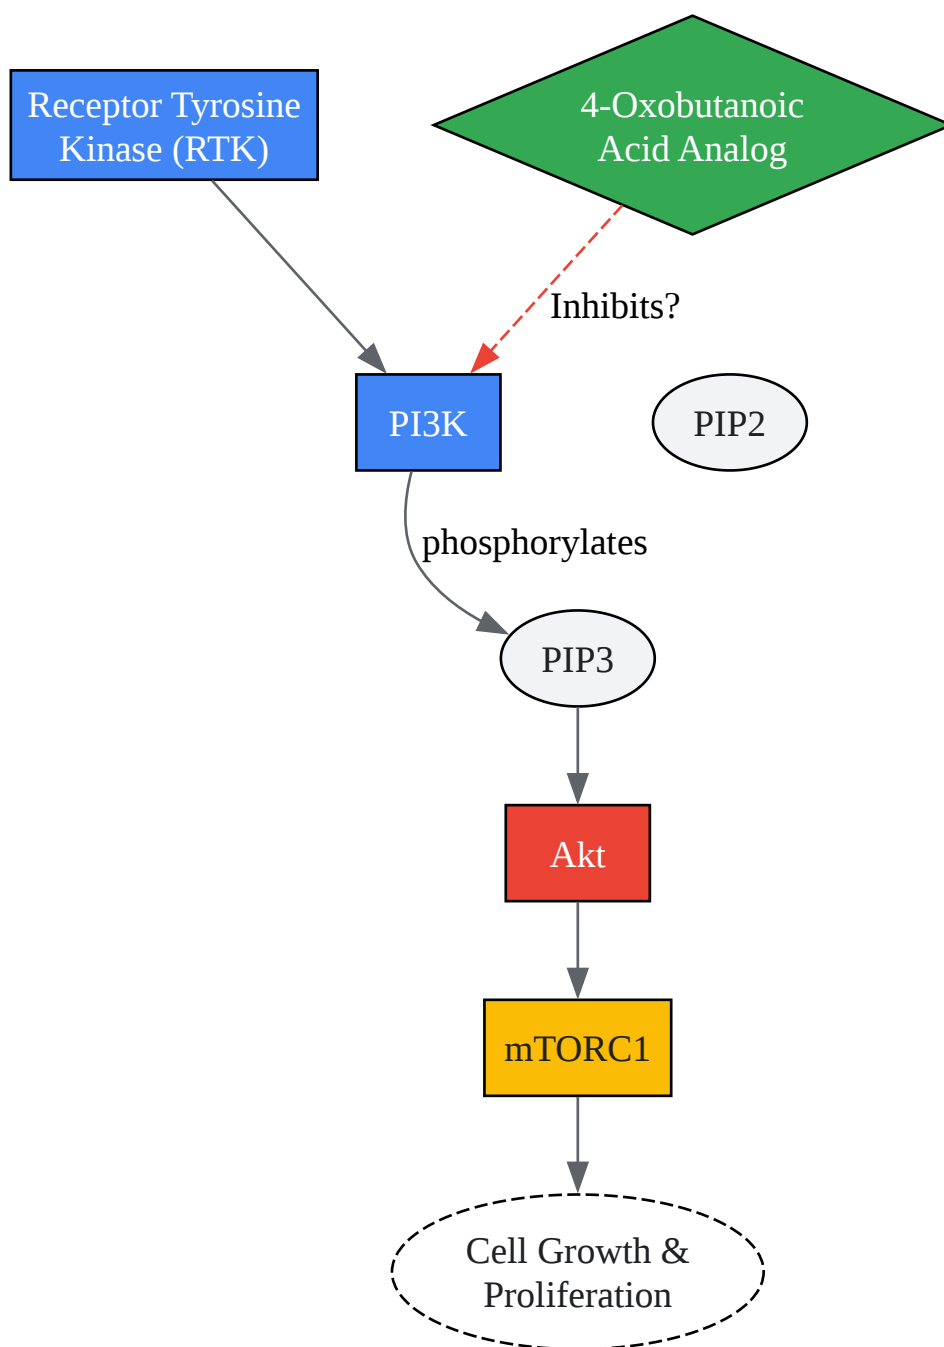 Receptor Tyrosine
Kinase (RTK)
4-Oxobutanoic
Acid Analog
Inhibits?
PI3K
PIP2
phosphorylates
PIP3
Akt
mTORC1
Cell Growth &
Proliferation